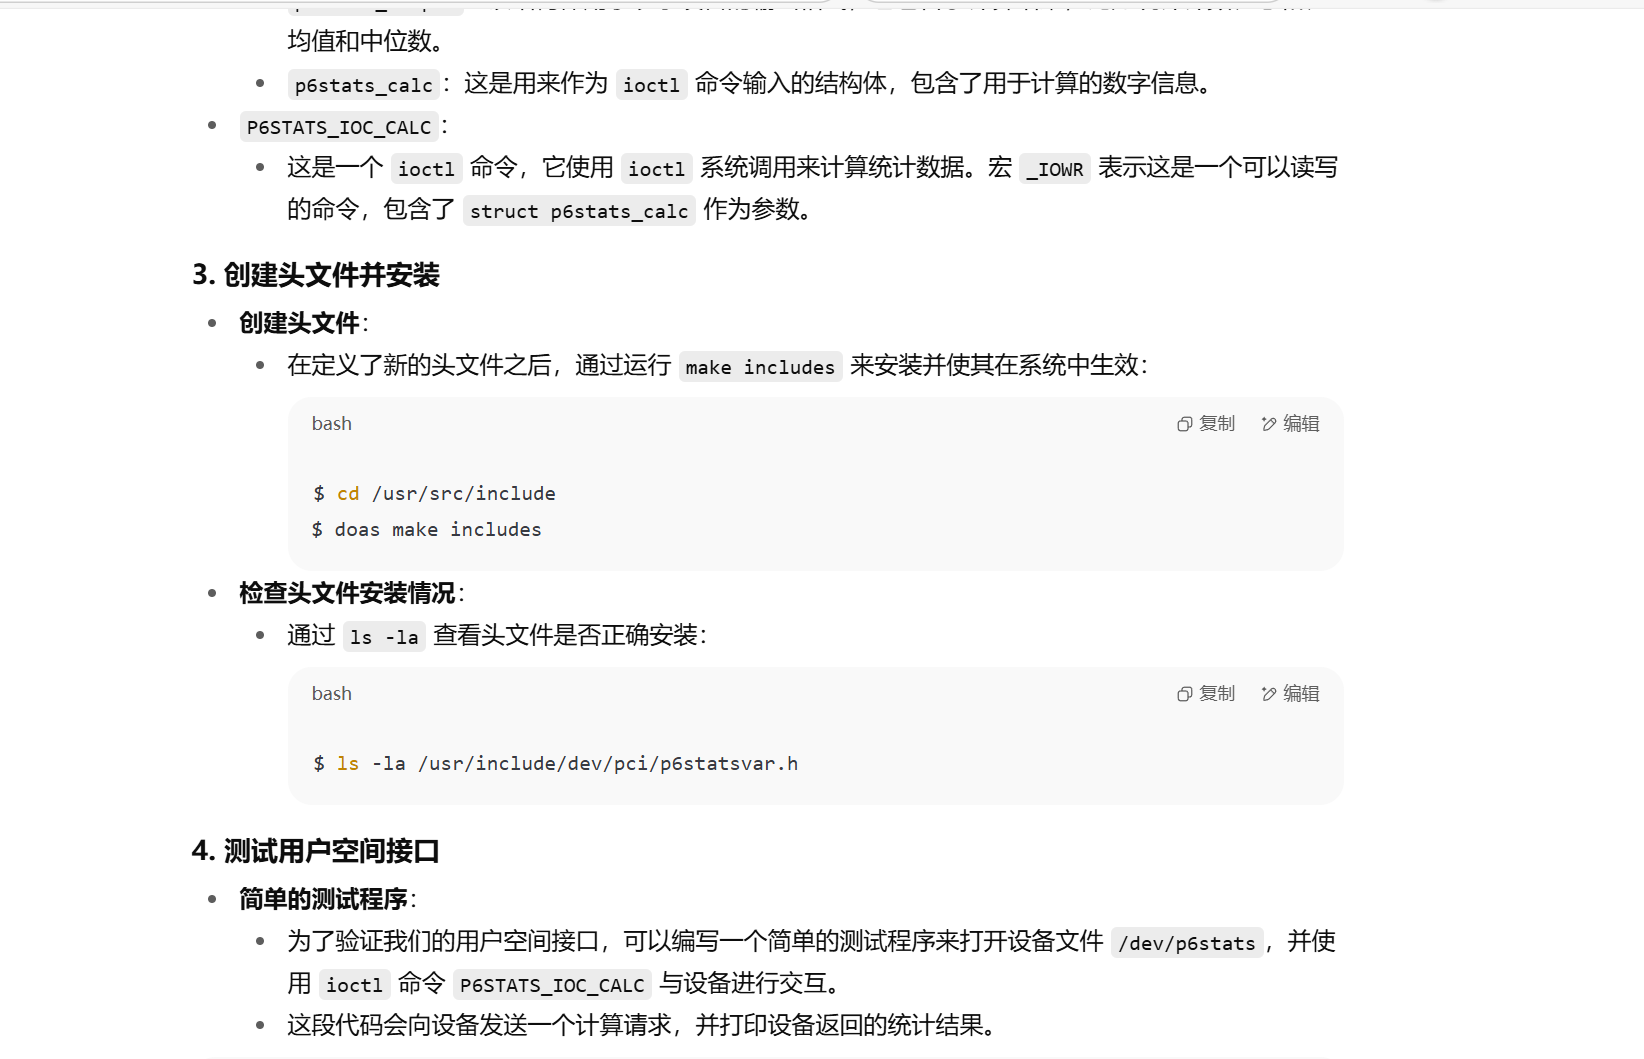 均值和中位数。
p6stats_calc：这是用来作为 ioctl 命令输入的结构体，包含了用于计算的数字信息。
P6STATS_IOC_CALC：
这是一个 ioctl 命令，它使用 ioctl 系统调用来计算统计数据。宏 _IOWR 表示这是一个可以读写
的命令，包含了 struct p6stats_calc 作为参数。
3. 创建头文件并安装
创建头文件：
在定义了新的头文件之后，通过运行 make includes 来安装并使其在系统中生效：
bash 复制 编辑
$ cd /usr/src/include
$ doas make includes
检查头文件安装情况：
通过 ls -la 查看头文件是否正确安装：
bash 复制 编辑
$ ls -la /usr/include/dev/pci/p6statsvar.h
4. 测试用户空间接口
简单的测试程序：
为了验证我们的用户空间接口，可以编写一个简单的测试程序来打开设备文件 /dev/p6stats，并使
用 ioctl 命令 P6STATS_IOC_CALC 与设备进行交互。
这段代码会向设备发送一个计算请求，并打印设备返回的统计结果。